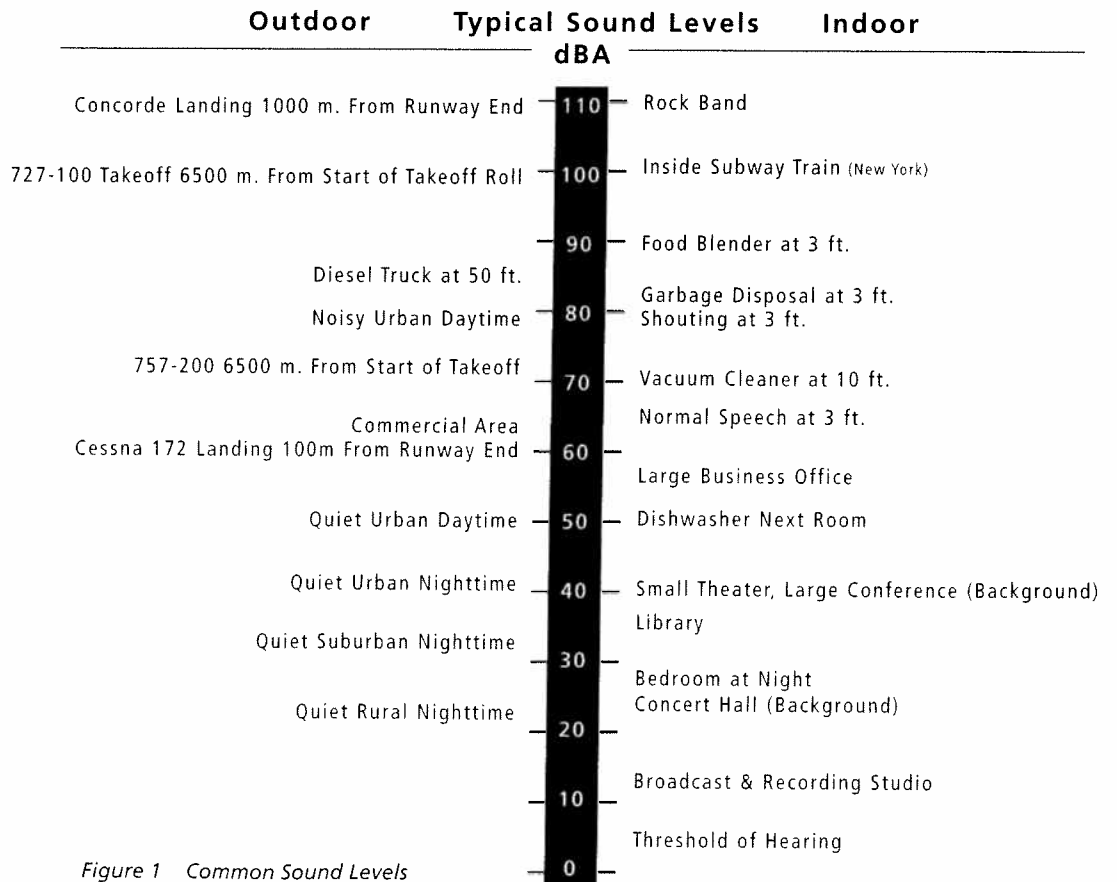 Outdoor Typical Sound Levels Indoor
dBA
Concorde Landing 1000 m. From Runway End 110 Rock Band
727-100 Takeoff 6500 m. From Start of Takeoff Roll 100 Inside Subway Train (New York)
90 Food Blender at 3 ft.
Diesel Truck at 50 ft.
Garbage Disposal at 3 ft.
Noisy Urban Daytime 80 Shouting at 3 ft.
757-200 6500 m. From Start of Takeoff
70 Vacuum Cleaner at 10 ft.
Commercial Area Normal Speech at 3 ft.
Cessna 172 Landing 100m From Runway End 60
Large Business Office
Quiet Urban Daytime 50 Dishwasher Next Room
Quiet Urban Nighttime 40 Small Theater, Large Conference (Background)
Library
Quiet Suburban Nighttime
30
Bedroom at Night
Concert Hall (Background)
Quiet Rural Nighttime
20
Broadcast & Recording Studio
10
Threshold of Hearing
0
Figure 1 Common Sound Levels